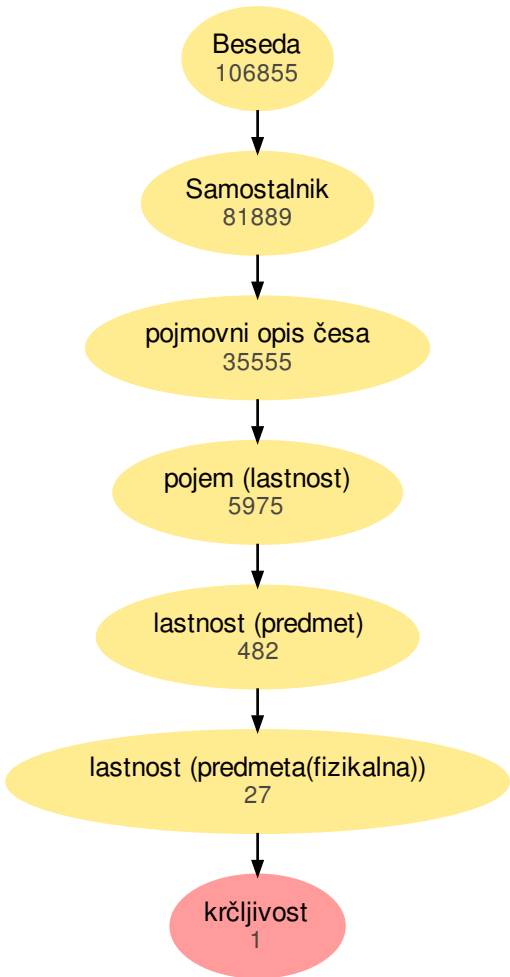 Beseda
106855
Samostalnik
81889
pojmovni opis česa
35555
pojem (lastnost)
5975
lastnost (predmet)
482
lastnost (predmeta(fizikalna))
27
krčljivost
1